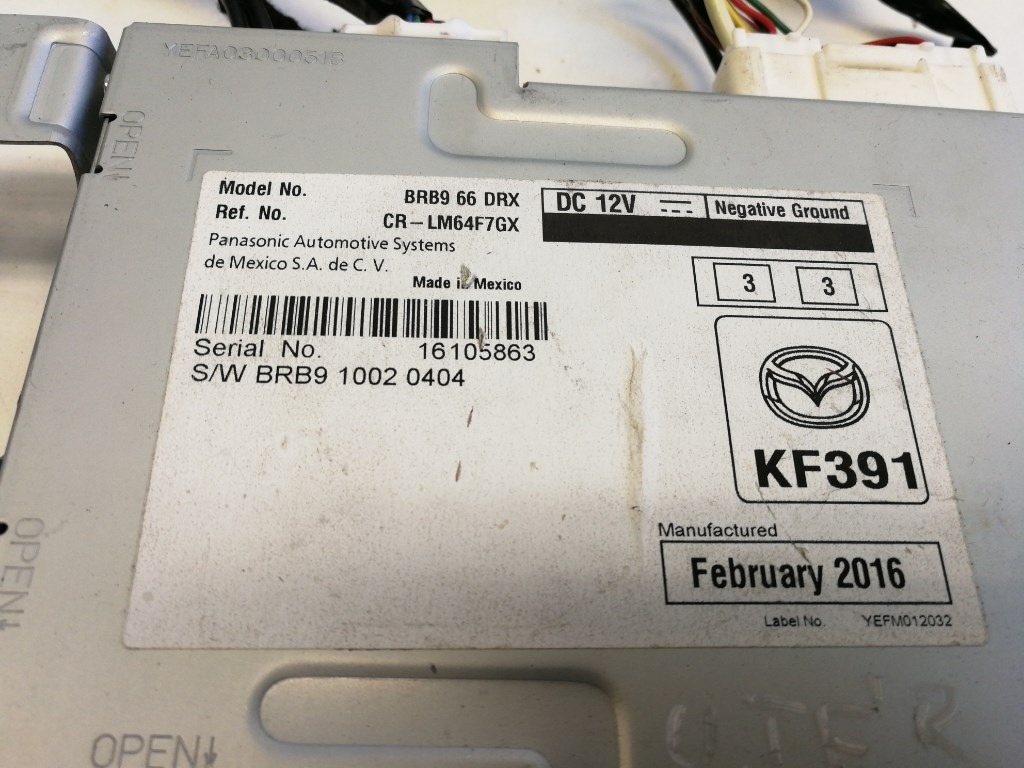 YEFA0300051B
OPEN↓
Model No. BRB9 66 DRX
Ref. No. CR-LM64F7GX
Panasonic Automotive Systems
de Mexico S.A. de C. V.
Made in Mexico
DC 12V Negative Ground
3 3
Serial No. 16105863
S/W BRB9 1002 0404
KF391
Manufactured
February 2016
Label No. YEFM012032
OPEN↓
OPEN↓